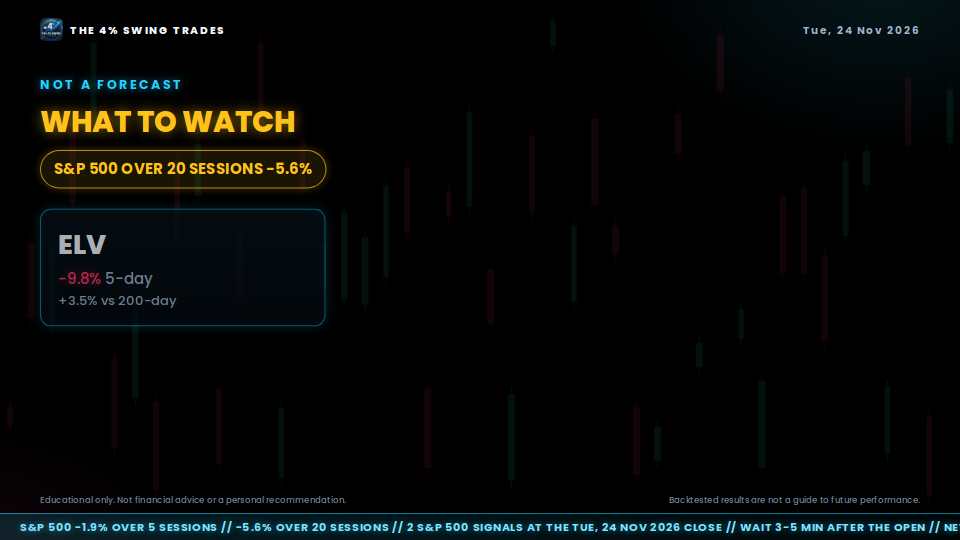 THE 4% SWING TRADES
Tue, 24 Nov 2026
NOT A FORECAST
WHAT TO WATCH
S&P 500 OVER 20 SESSIONS -5.6%
ELV
-9.8% 5-day
+3.5% vs 200-day
Educational only. Not financial advice or a personal recommendation.
Backtested results are not a guide to future performance.
S&P 500 -1.9% OVER 5 SESSIONS // -5.6% OVER 20 SESSIONS // 2 S&P 500 SIGNALS AT THE TUE, 24 NOV 2026 CLOSE // WAIT 3-5 MIN AFTER THE OPEN //